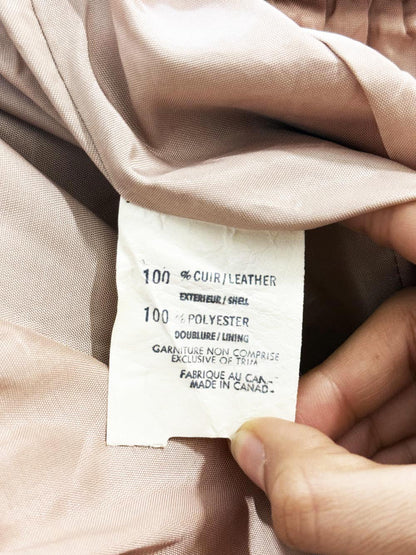 100 % CUIR/LEATHER
EXTERIEUR/SHELL
100 % POLYESTER
DOUBLURE/LINING
GARNITURE NON COMPRISE
EXCLUSIVE OF TRIM
FABRIQUE AU CAN
MADE IN CANAD